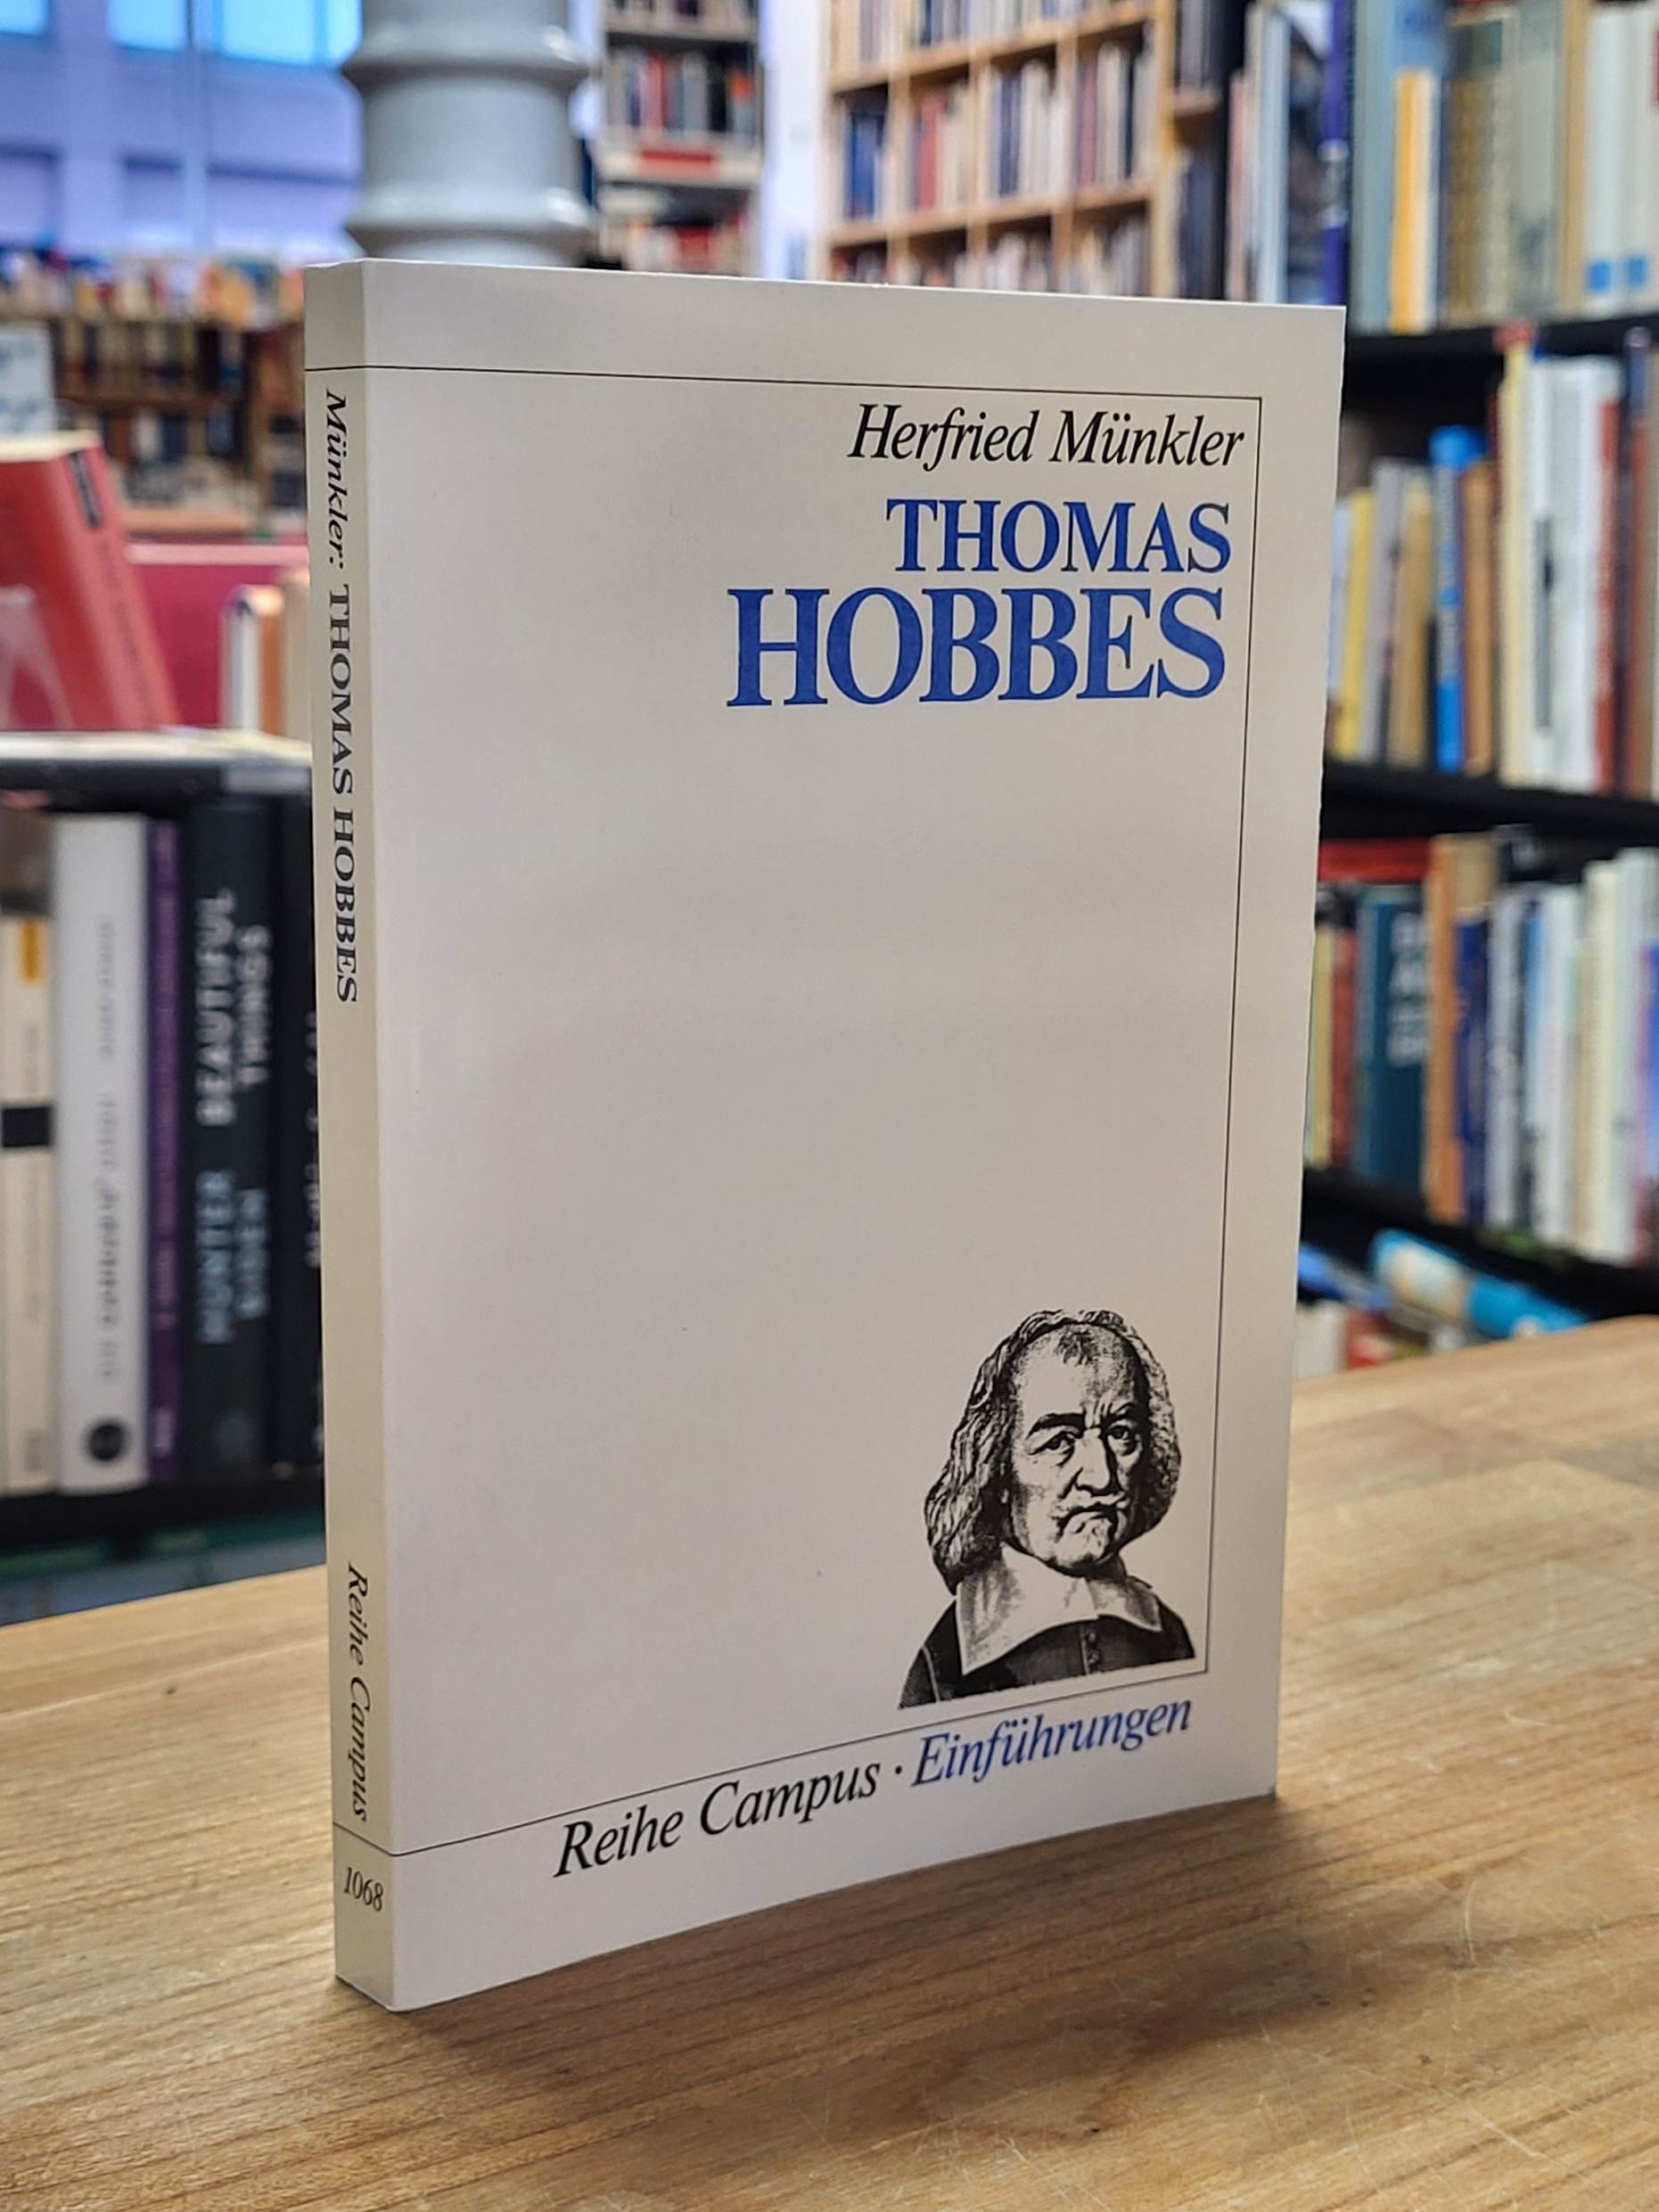 Herfried Münkler
THOMAS
HOBBES
Reihe Campus · Einführungen
Münkler: THOMAS HOBBES
Reihe Campus
1068